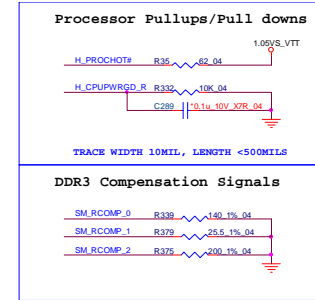 Processor Pullups/Pull downs
1.05VS_VTT
H_PROCHOT# R35 62_04
H_CPUPWRGD_R R332 10K_04
C289 *0.1u_10V_X7R_04
TRACE WIDTH 10MIL, LENGTH <500MILS
DDR3 Compensation Signals
SM_RCOMP_0 R339 140_1%_04
SM_RCOMP_1 R379 25.5_1%_04
SM_RCOMP_2 R375 200_1%_04